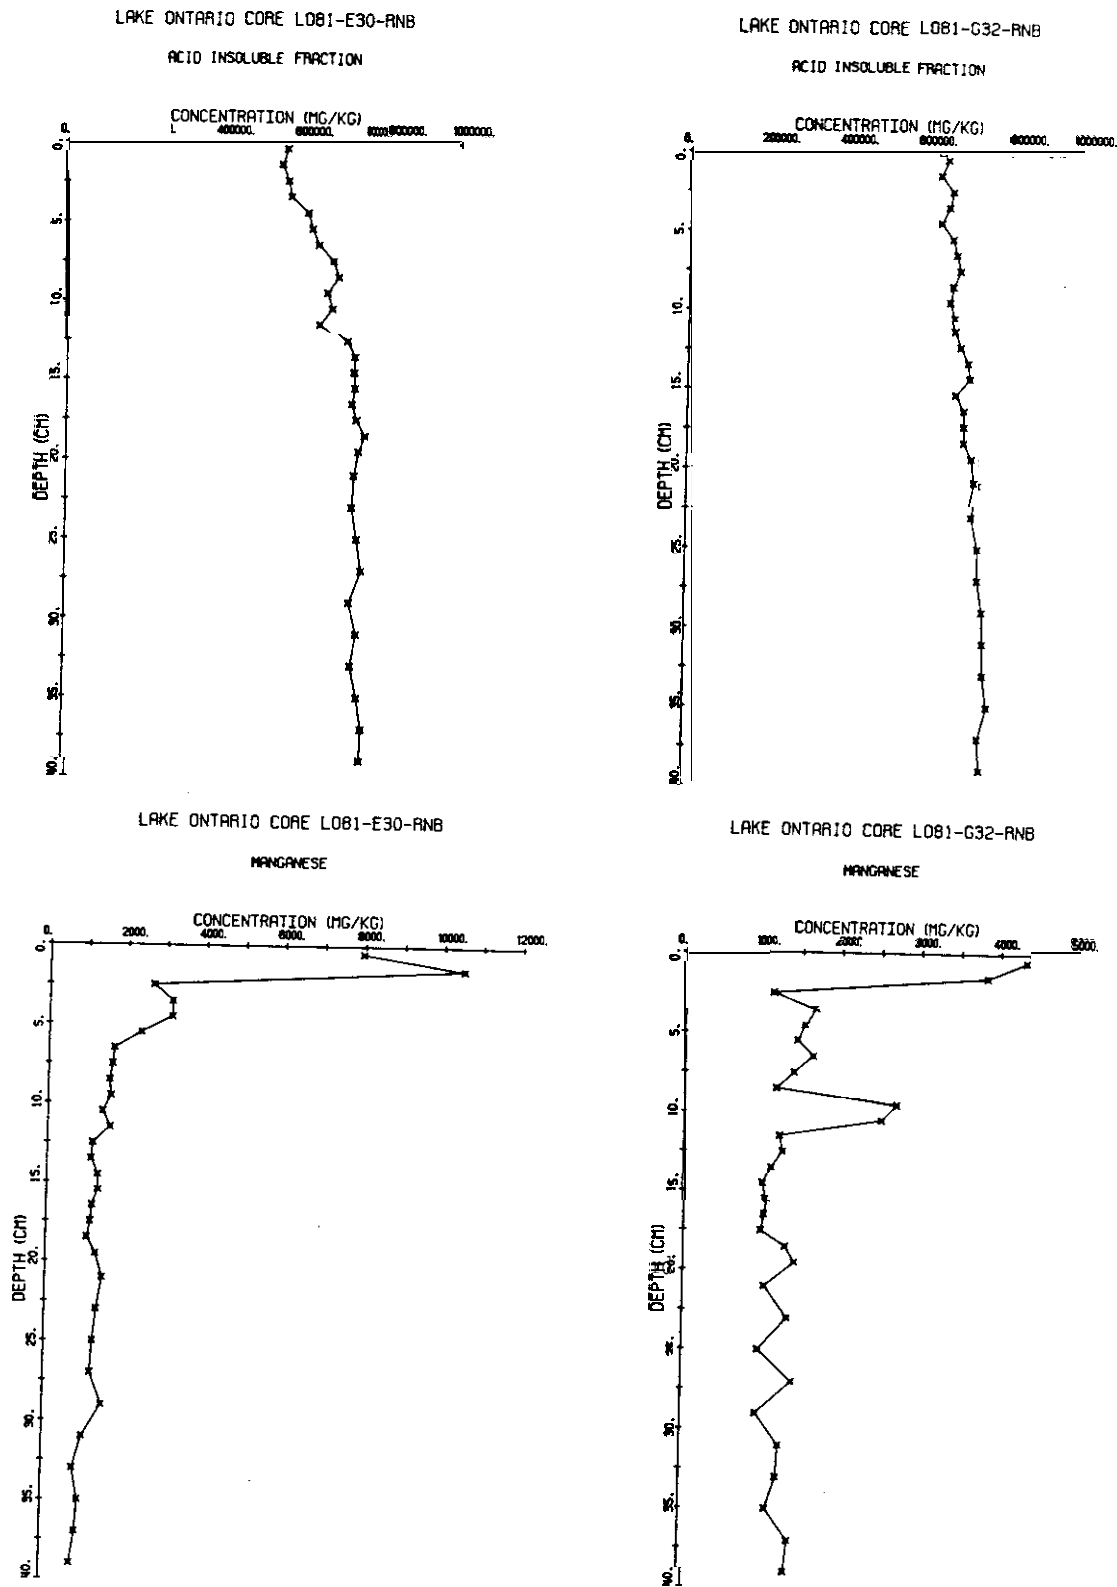 LAKE ONTARIO CORE LO81-E30-RNB
ACID INSOLUBLE FRACTION
CONCENTRATION (MG/KG)
0. 400000. 600000. 1000000.
0.
5.
10.
15.
20.
25.
30.
35.
40.
DEPTH (CM)
LAKE ONTARIO CORE LO81-G32-RNB
ACID INSOLUBLE FRACTION
CONCENTRATION (MG/KG)
0. 200000. 400000. 600000. 800000. 1000000.
0.
5.
10.
15.
20.
25.
30.
35.
40.
DEPTH (CM)
LAKE ONTARIO CORE LO81-E30-RNB
MANGANESE
CONCENTRATION (MG/KG)
0. 2000. 4000. 6000. 8000. 10000. 12000.
0.
5.
10.
15.
20.
25.
30.
35.
40.
DEPTH (CM)
LAKE ONTARIO CORE LO81-G32-RNB
MANGANESE
CONCENTRATION (MG/KG)
0. 1000. 2000. 3000. 4000. 5000.
0.
5.
10.
15.
20.
25.
30.
35.
40.
DEPTH (CM)